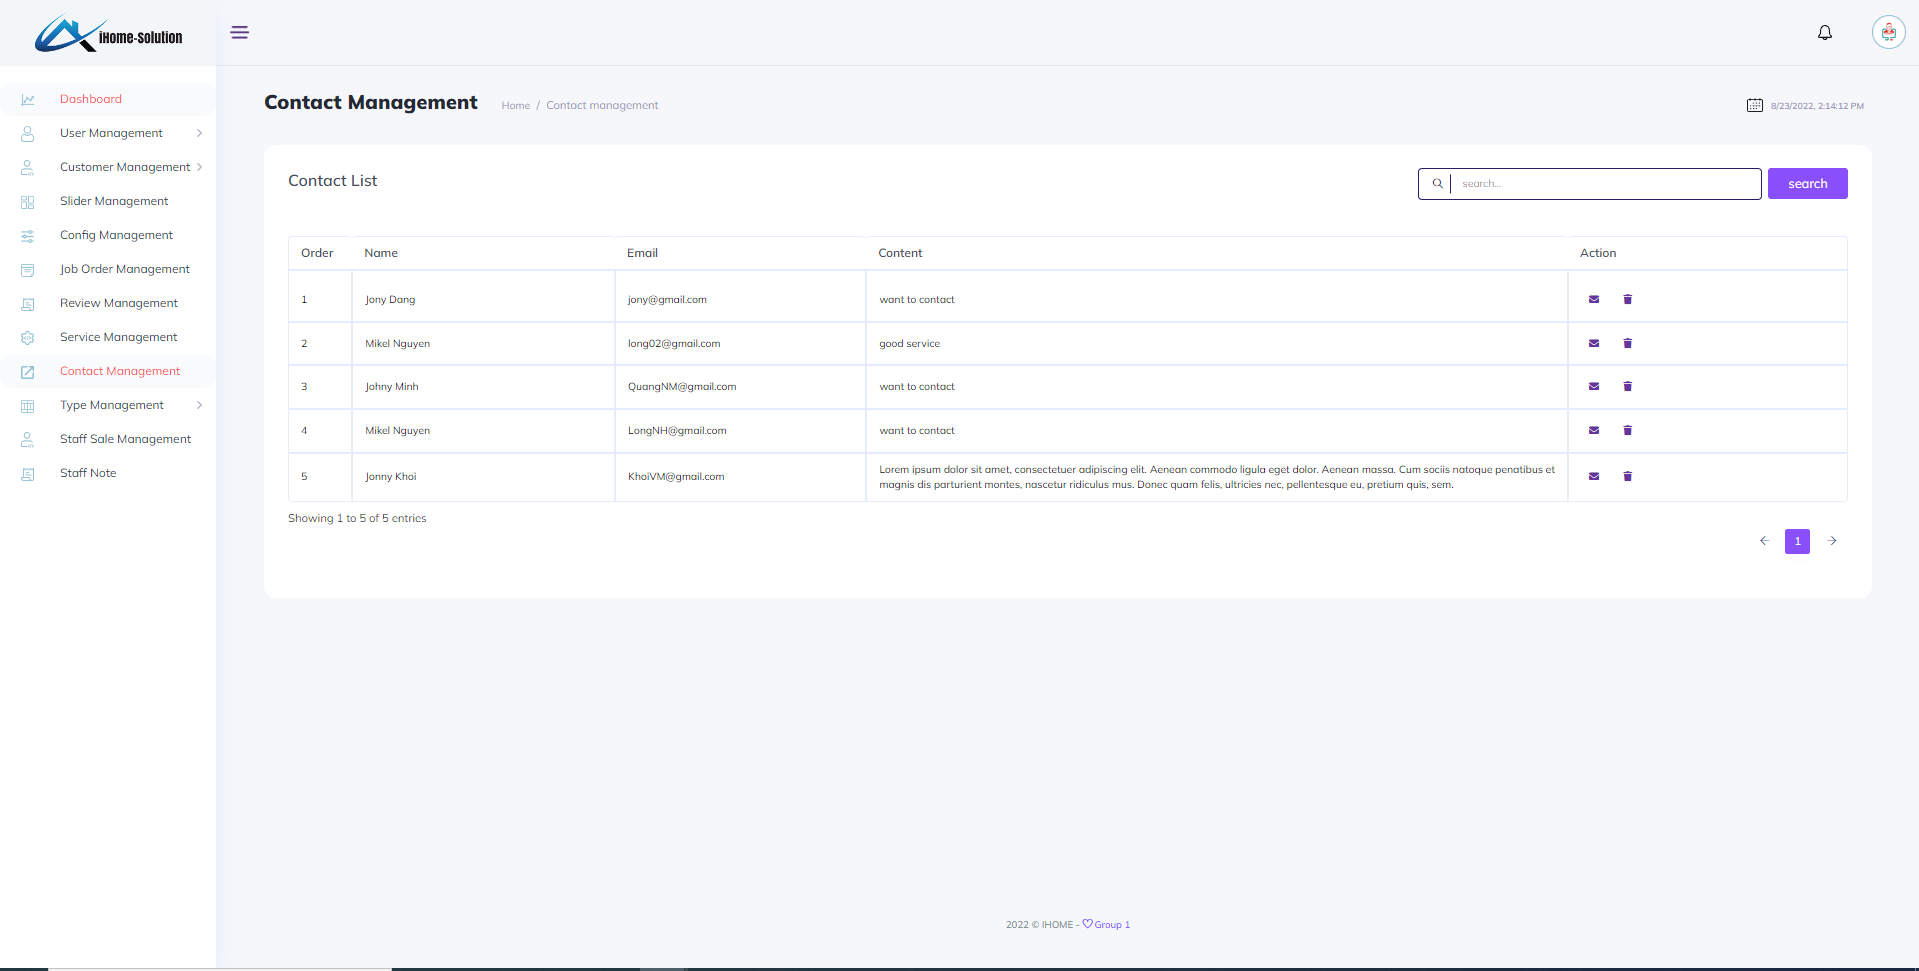 iHome-Solution
Dashboard
User Management
Customer Management
Slider Management
Config Management
Job Order Management
Review Management
Service Management
Contact Management
Type Management
Staff Sale Management
Staff Note
Contact Management Home / Contact management 8/23/2022, 2:14:12 PM
Contact List search... search
Order Name Email Content Action
1 Jony Dang jony@gmail.com want to contact
2 Mikel Nguyen long02@gmail.com good service
3 Johny Minh QuangNM@gmail.com want to contact
4 Mikel Nguyen LongNH@gmail.com want to contact
5 Jonny Khoi KhoiVM@gmail.com Lorem ipsum dolor sit amet, consectetuer adipiscing elit. Aenean commodo ligula eget dolor. Aenean massa. Cum sociis natoque penatibus et
magnis dis parturient montes, nascetur ridiculus mus. Donec quam felis, ultricies nec, pellentesque eu, pretium quis, sem.
Showing 1 to 5 of 5 entries
1
2022 © IHOME - Group 1